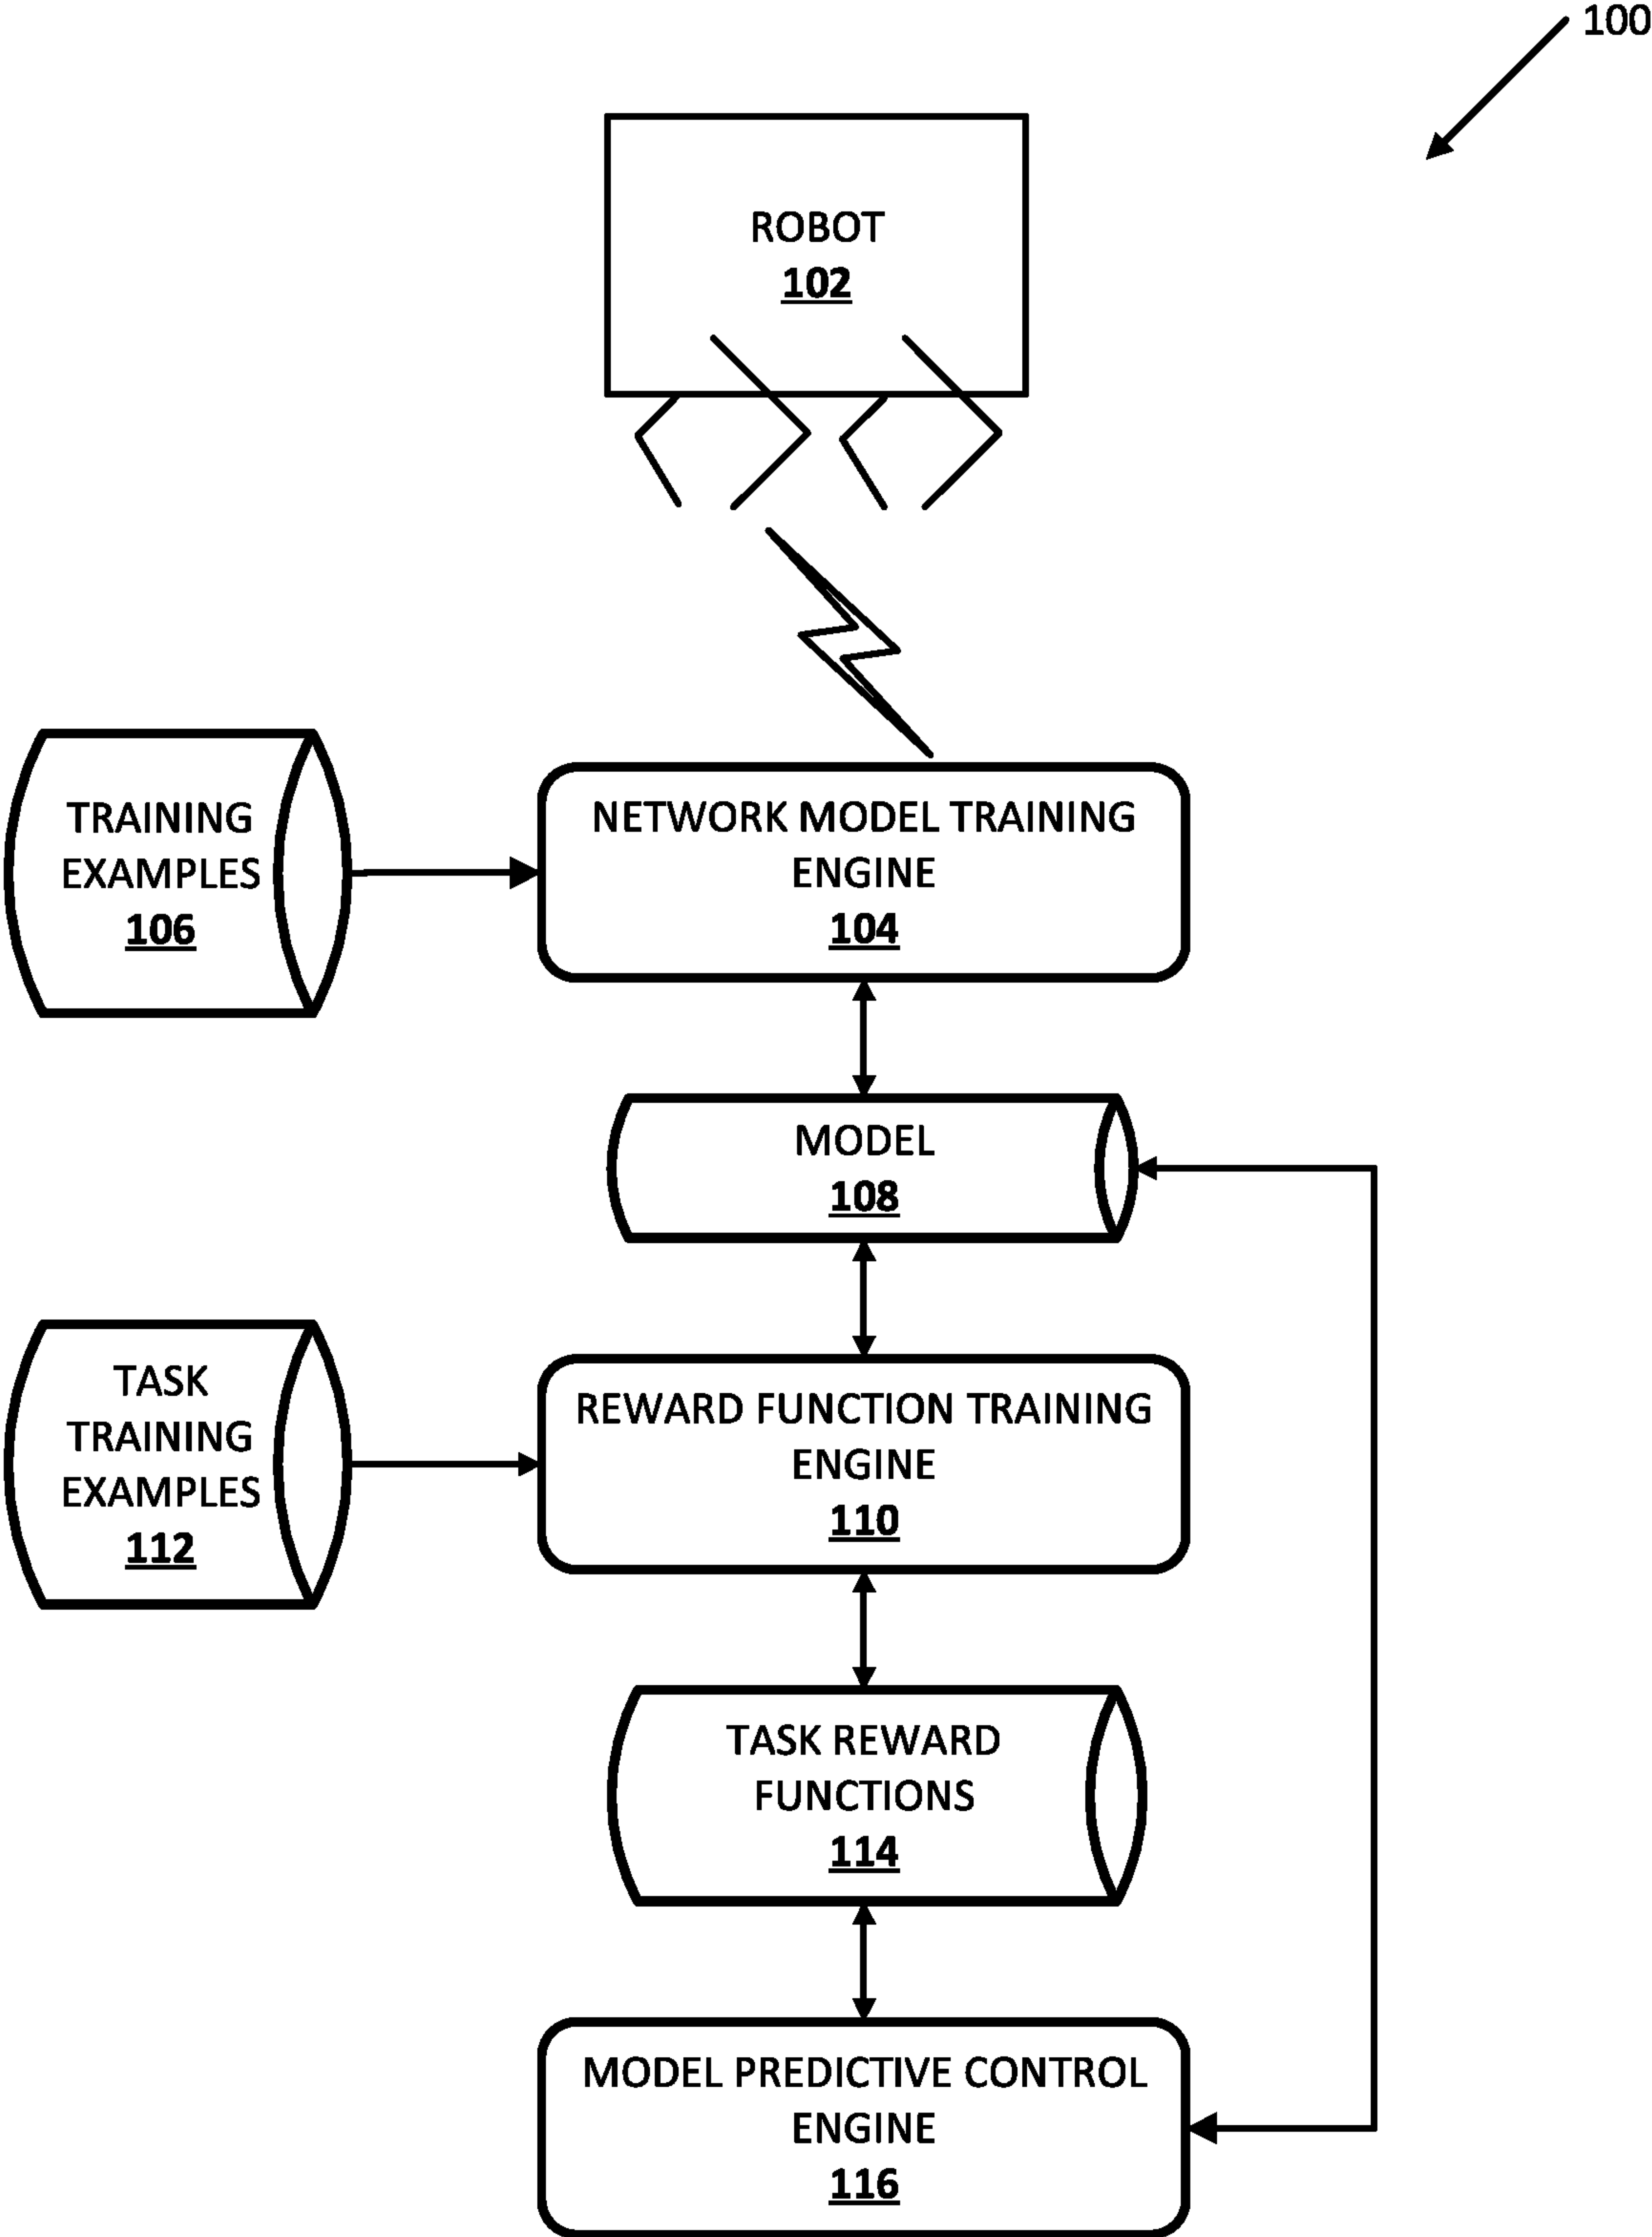 100
ROBOT
102
TRAINING
EXAMPLES
106
NETWORK MODEL TRAINING
ENGINE
104
MODEL
108
TASK
TRAINING
EXAMPLES
112
REWARD FUNCTION TRAINING
ENGINE
110
TASK REWARD
FUNCTIONS
114
MODEL PREDICTIVE CONTROL
ENGINE
116